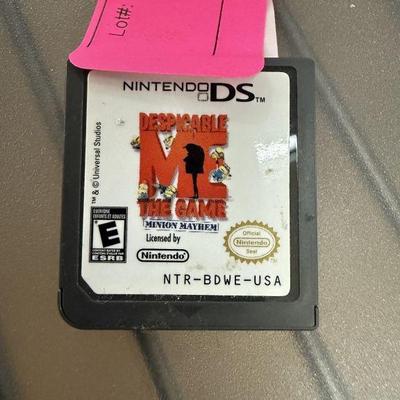 Lot#:
NINTENDO DS™
DESPICABLE
ME
THE GAME
MINION MAYHEM
Licensed by
Nintendo
™ & © Universal Studios
EVERYONE
E
ESRB
Official
Nintendo
Seal
NTR-BDWE-USA